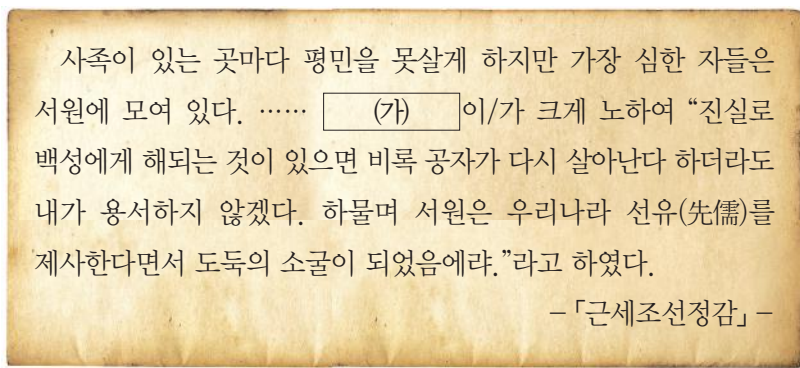 사족이 있는 곳마다 평민을 못살게 하지만 가장 심한 자들은
서원에 모여 있다. …… (가) 이/가 크게 노하여 “진실로
백성에게 해되는 것이 있으면 비록 공자가 다시 살아난다 하더라도
내가 용서하지 않겠다. 하물며 서원은 우리나라 선유(先儒)를
제사한다면서 도둑의 소굴이 되었음에랴.”라고 하였다.
－「근세조선정감」－